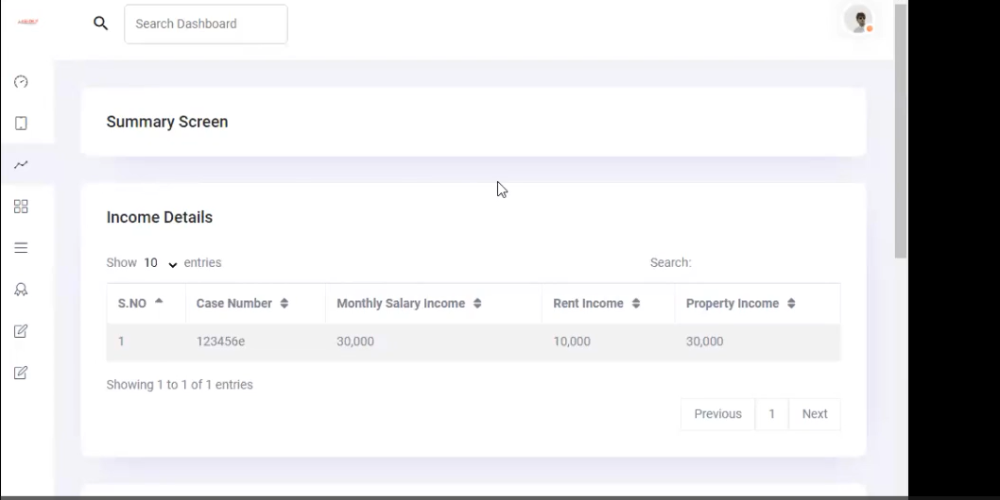 Search Dashboard
Summary Screen
Income Details
Show 10 entries Search:
S.NO Case Number Monthly Salary Income Rent Income Property Income
1 123456e 30,000 10,000 30,000
Showing 1 to 1 of 1 entries
Previous 1 Next